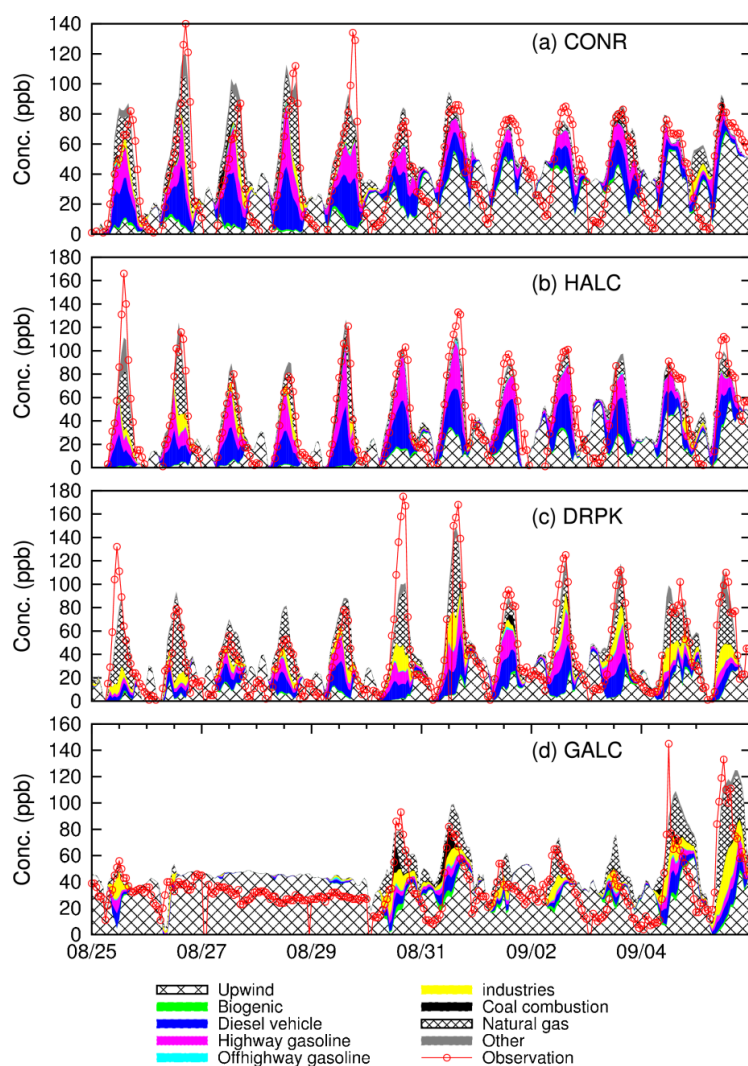 140
120
100
80
60
40
20
0
Conc. (ppb)
(a) CONR
180
160
140
120
100
80
60
40
20
0
Conc. (ppb)
(b) HALC
180
160
140
120
100
80
60
40
20
0
Conc. (ppb)
(c) DRPK
160
140
120
100
80
60
40
20
0
Conc. (ppb)
(d) GALC
08/25 08/27 08/29 08/31 09/02 09/04
Upwind
Biogenic
Diesel vehicle
Highway gasoline
Offhighway gasoline
industries
Coal combustion
Natural gas
Other
Observation